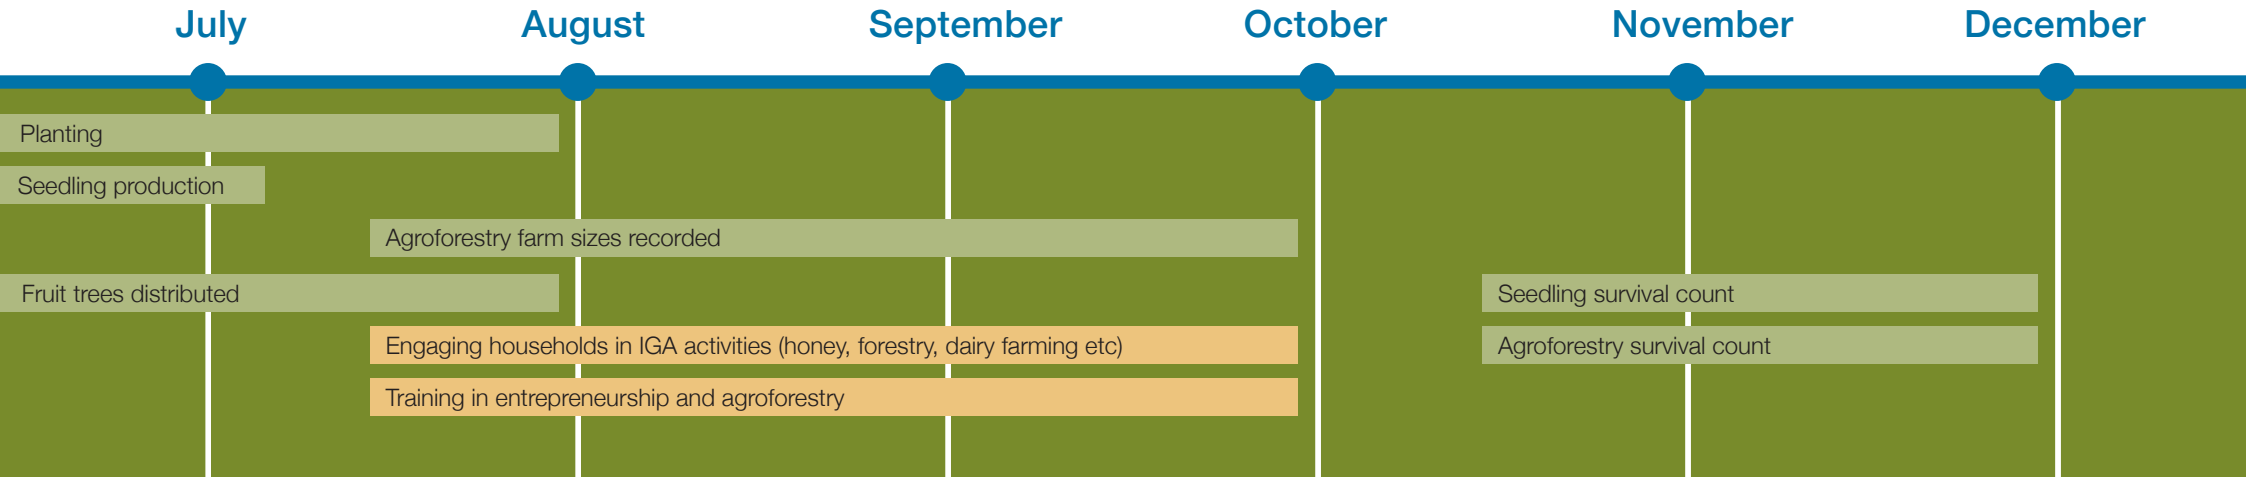 July
August
September
October
November
December
Planting
Seedling production
Agroforestry farm sizes recorded
Fruit trees distributed
Seedling survival count
Engaging households in IGA activities (honey, forestry, dairy farming etc)
Agroforestry survival count
Training in entrepreneurship and agroforestry